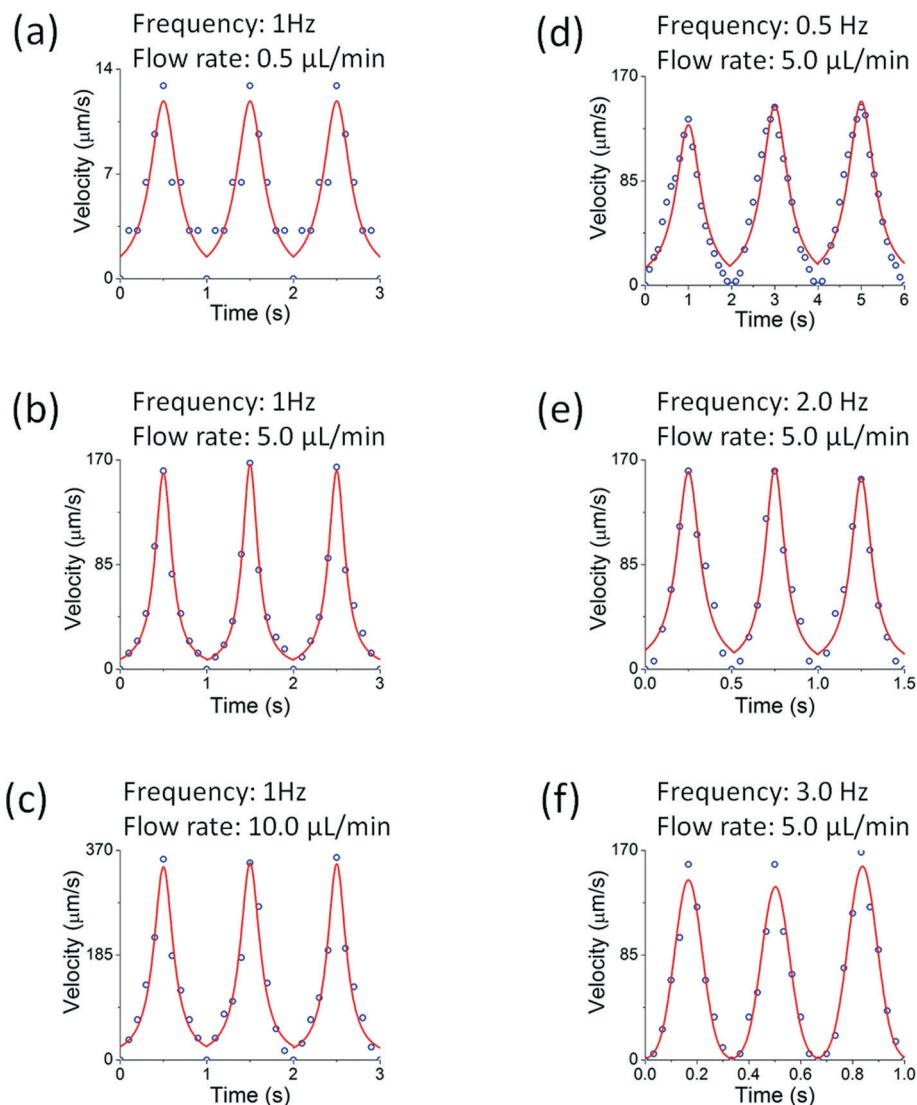 (a)
Frequency: 1Hz
Flow rate: 0.5 µL/min
14
7
0
Velocity (µm/s)
0 1 2 3
Time (s)
(b)
Frequency: 1Hz
Flow rate: 5.0 µL/min
170
85
0
Velocity (µm/s)
0 1 2 3
Time (s)
(c)
Frequency: 1Hz
Flow rate: 10.0 µL/min
370
185
0
Velocity (µm/s)
0 1 2 3
Time (s)
(d)
Frequency: 0.5 Hz
Flow rate: 5.0 µL/min
170
85
0
Velocity (µm/s)
0 1 2 3 4 5 6
Time (s)
(e)
Frequency: 2.0 Hz
Flow rate: 5.0 µL/min
170
85
0
Velocity (µm/s)
0.0 0.5 1.0 1.5
Time (s)
(f)
Frequency: 3.0 Hz
Flow rate: 5.0 µL/min
170
85
0
Velocity (µm/s)
0.0 0.2 0.4 0.6 0.8 1.0
Time (s)